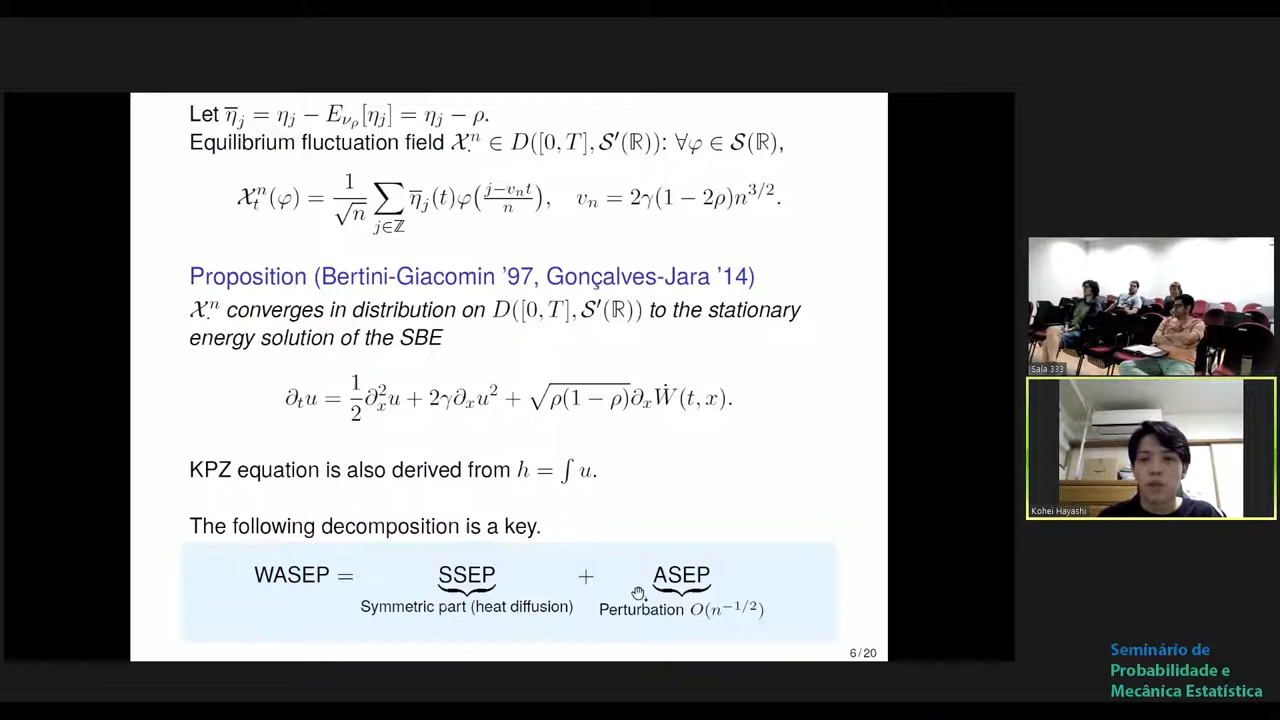 Let η̅_j = η_j − E_{ν_ρ}[η_j] = η_j − ρ.
Equilibrium fluctuation field 𝒳^n_· ∈ D([0, T], 𝒮′(ℝ)): ∀φ ∈ 𝒮(ℝ),
𝒳^n_t(φ) = 1/√n ∑_{j∈ℤ} η̅_j(t)φ((j−v_n t)/n), v_n = 2γ(1 − 2ρ)n^{3/2}.
Proposition (Bertini-Giacomin '97, Gonçalves-Jara '14)
𝒳^n_· converges in distribution on D([0, T], 𝒮′(ℝ)) to the stationary
energy solution of the SBE
∂_t u = 1/2 ∂_x^2 u + 2γ∂_x u^2 + √(ρ(1 − ρ))∂_x Ẇ(t, x).
KPZ equation is also derived from h = ∫ u.
The following decomposition is a key.
WASEP = SSEP + ASEP
Symmetric part (heat diffusion) Perturbation O(n^{−1/2})
6/20
Sala 333
Kohei Hayashi
Seminário de
Probabilidade e
Mecânica Estatística